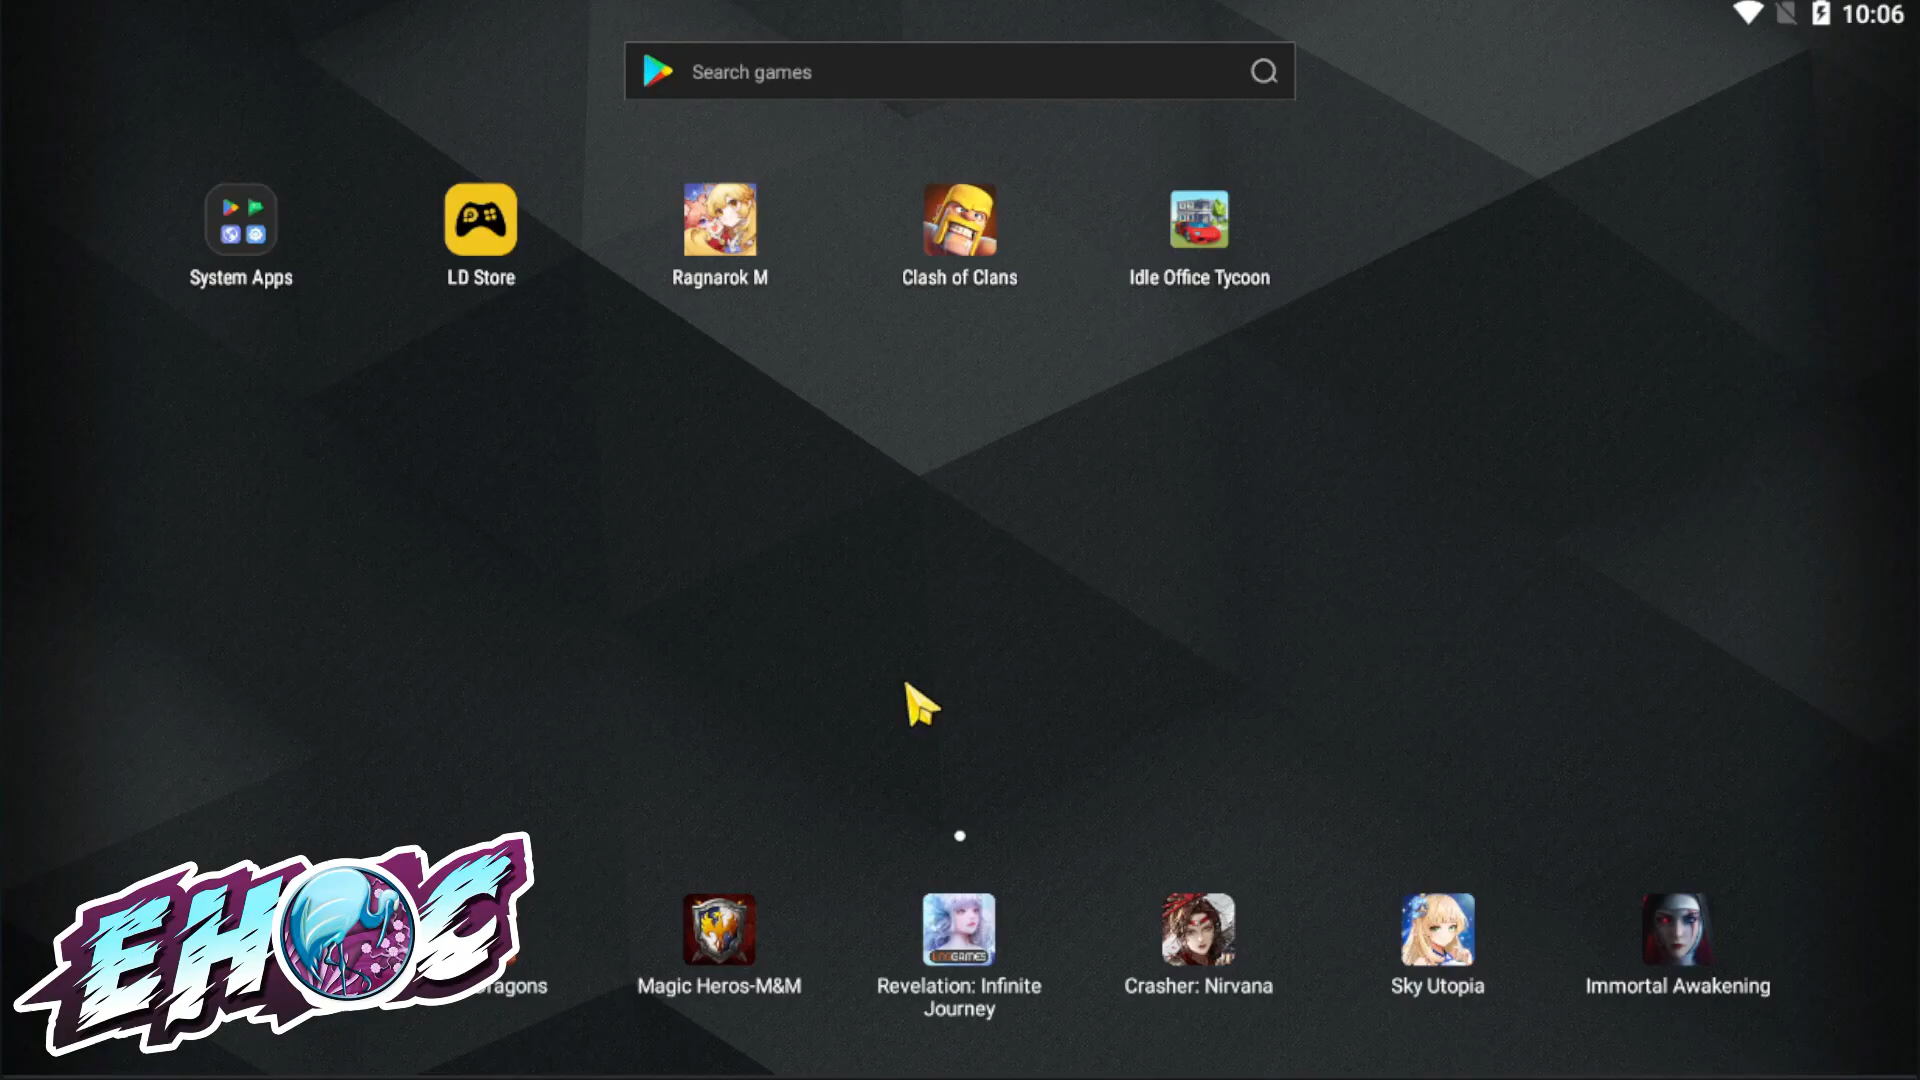 10:06
Search games
System Apps
LD Store
Ragnarok M
Clash of Clans
Idle Office Tycoon
EHOC
Dragons
Magic Heros-M&M
Revelation: Infinite
Journey
Crasher: Nirvana
Sky Utopia
Immortal Awakening